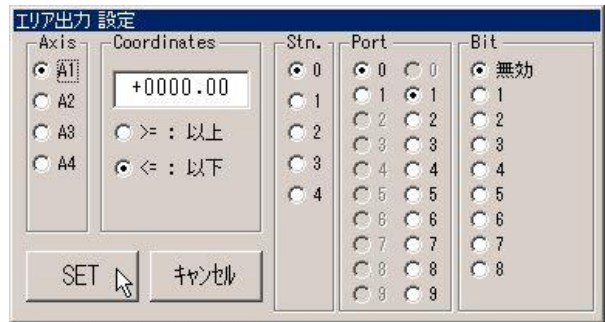 エリア出力 設定
Axis
A1
A2
A3
A4
Coordinates
+0000.00
>= : 以上
<= : 以下
Stn.
0
1
2
3
4
Port
0 0
1 1
2 2
3 3
4 4
5 5
6 6
7 7
8 8
9 9
Bit
無効
1
2
3
4
5
6
7
8
SET
キャンセル